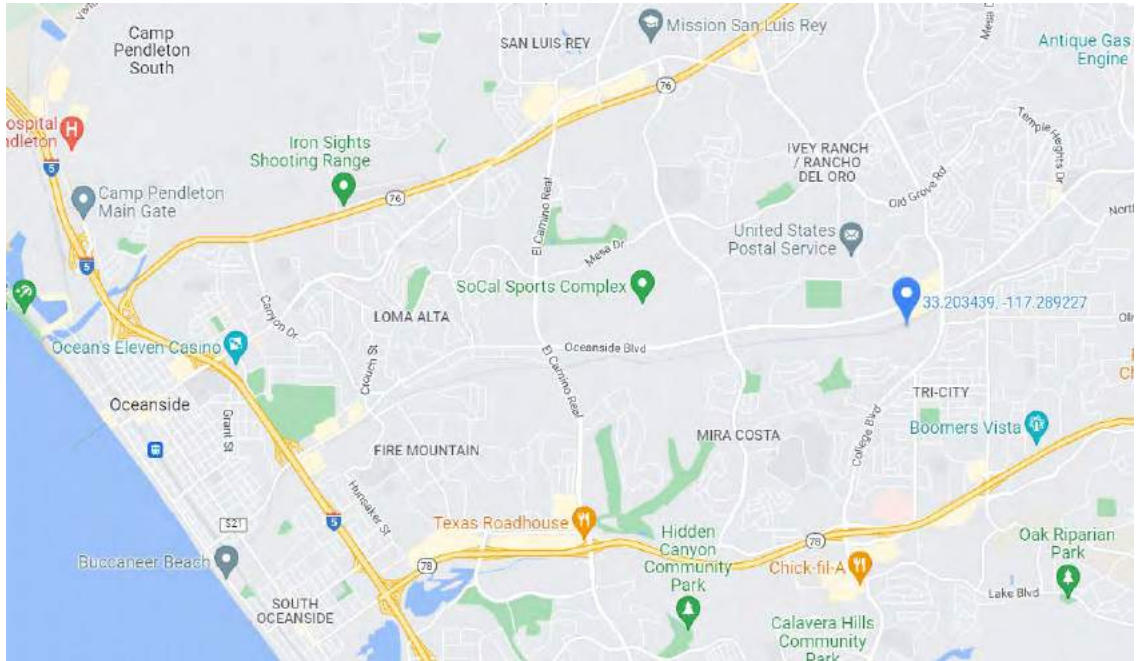 Camp
Pendleton
South
SAN LUIS REY
Mission San Luis Rey
Mesa D
Antique Gas
Engine
76
ospital
ndleton
H
5
Iron Sights
Shooting Range
IVEY RANCH
/ RANCHO
DEL ORO
Temple Heights Dr
Camp Pendleton
Main Gate
76
El Camino Real
Old Grove Rd
North
United States
Postal Service
Mesa Dr
5
SoCal Sports Complex
33.203439, -117.289227
Canyon Dr
LOMA ALTA
Oceanside Blvd
Ocean's Eleven Casino
Crouch St
El Camino Real
Oceanside
Grant St
TRI-CITY
College Blvd
Boomers Vista
MIRA COSTA
FIRE MOUNTAIN
Hunsaker St
S21
5
Texas Roadhouse
Hidden
Canyon
Community
Park
78
Oak Riparian
Park
Buccaneer Beach
78
Chick-fil-A
Lake Blvd
SOUTH
OCEANSIDE
Calavera Hills
Community
Park